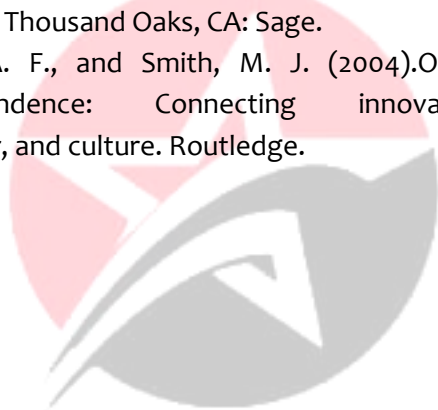 Thousand Oaks, CA: Sage.
. F., and Smith, M. J. (2004).O
ndence: Connecting innova
, and culture. Routledge.